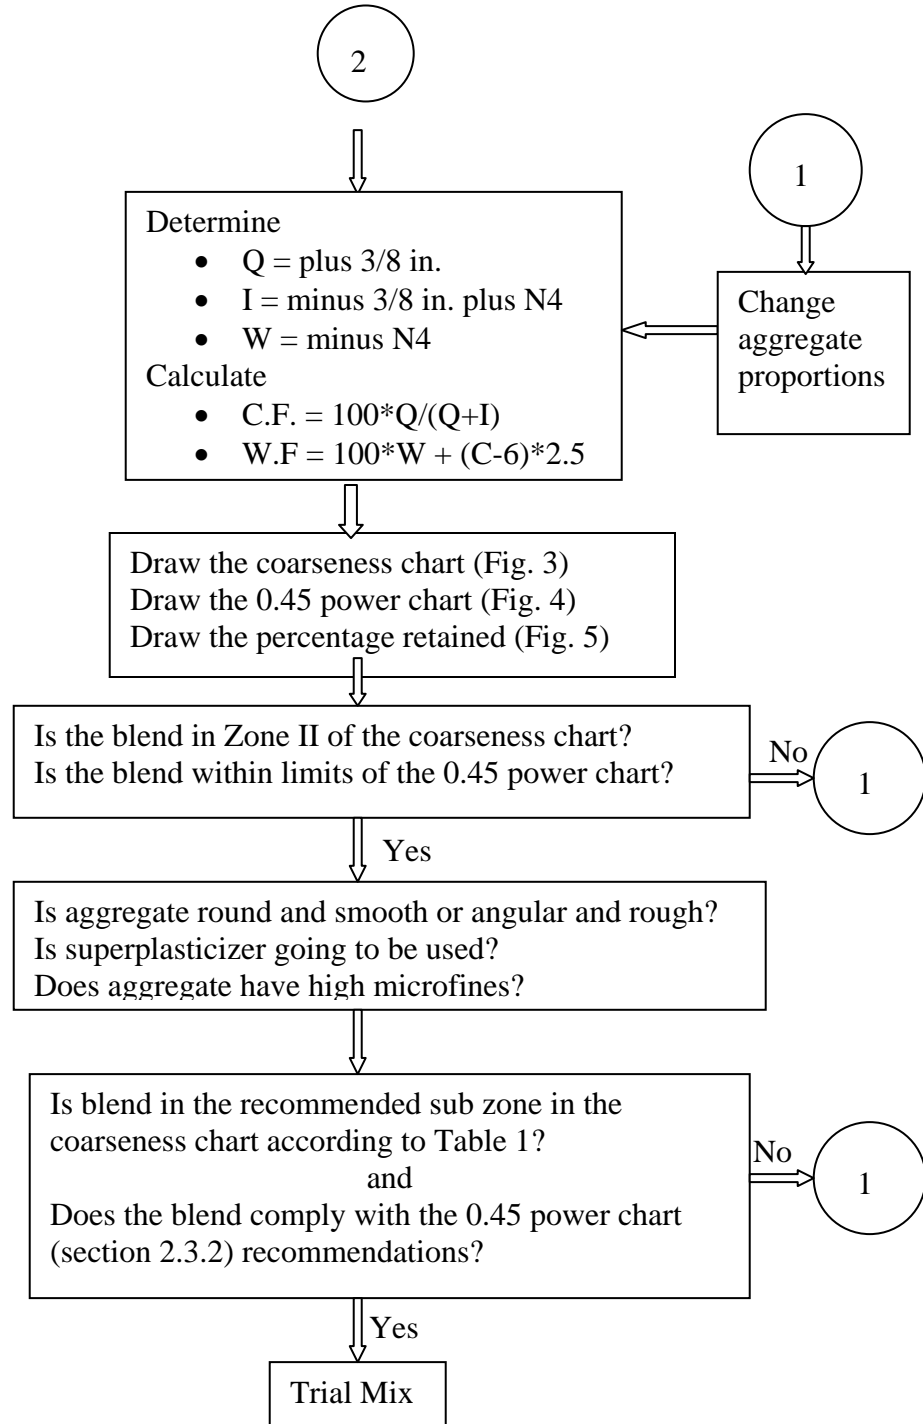 2
1
Determine
• Q = plus 3/8 in.
• I = minus 3/8 in. plus N4
• W = minus N4
Calculate
• C.F. = 100*Q/(Q+I)
• W.F = 100*W + (C-6)*2.5
Change
aggregate
proportions
Draw the coarseness chart (Fig. 3)
Draw the 0.45 power chart (Fig. 4)
Draw the percentage retained (Fig. 5)
Is the blend in Zone II of the coarseness chart?
Is the blend within limits of the 0.45 power chart?
No
1
Yes
Is aggregate round and smooth or angular and rough?
Is superplasticizer going to be used?
Does aggregate have high microfines?
Is blend in the recommended sub zone in the
coarseness chart according to Table 1?
and
Does the blend comply with the 0.45 power chart
(section 2.3.2) recommendations?
No
1
Yes
Trial Mix